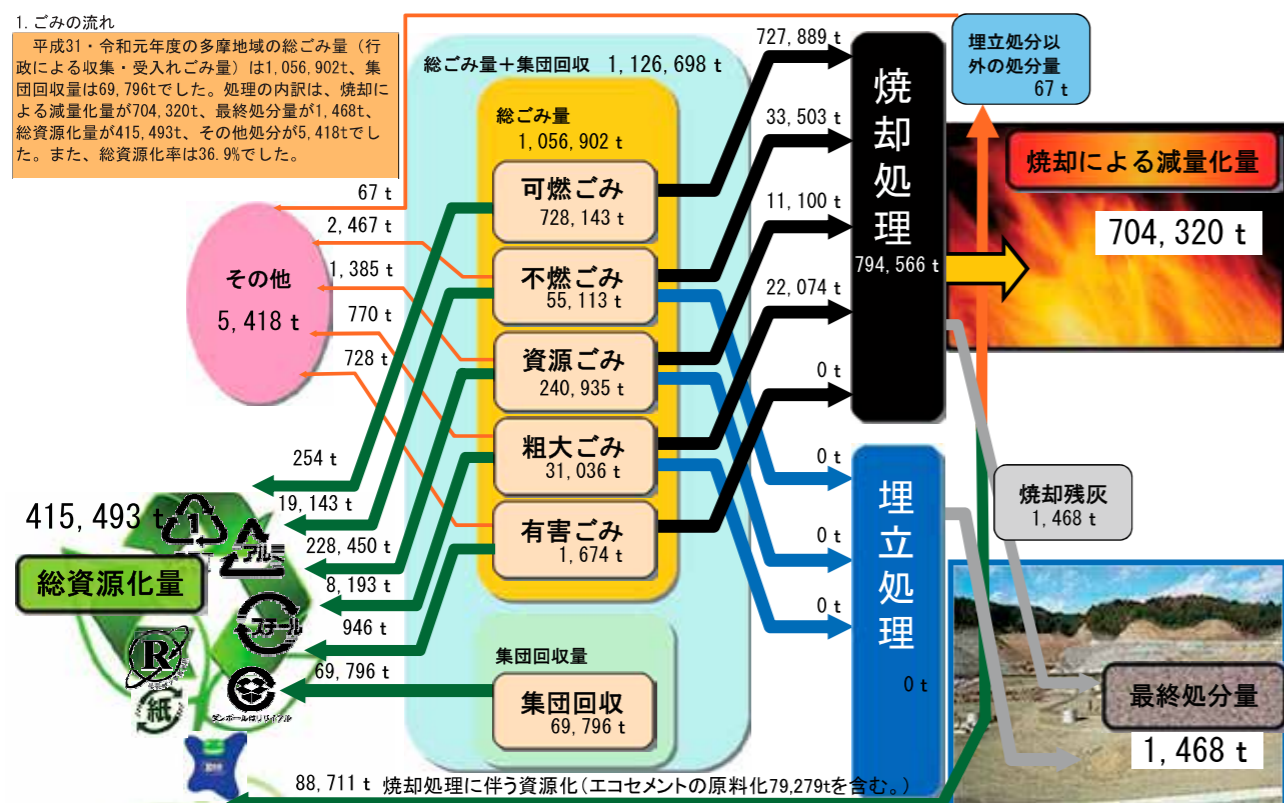 1. ごみの流れ
平成31・令和元年度の多摩地域の総ごみ量（行
政による収集・受入れごみ量）は1,056,902t、集
団回収量は69,796tでした。処理の内訳は、焼却に
よる減量化量が704,320t、最終処分量が1,468t、
総資源化量が415,493t、その他処分が5,418tでし
た。また、総資源化率は36.9%でした。
総ごみ量＋集団回収 1,126,698 t
総ごみ量
1,056,902 t
可燃ごみ
728,143 t
不燃ごみ
55,113 t
資源ごみ
240,935 t
粗大ごみ
31,036 t
有害ごみ
1,674 t
集団回収量
集団回収
69,796 t
67 t
2,467 t
1,385 t
770 t
728 t
その他
5,418 t
254 t
19,143 t
228,450 t
8,193 t
946 t
69,796 t
415,493 t
総資源化量
1
アルミ
スチール
R
紙
ダンボールはリサイクル
727,889 t
33,503 t
11,100 t
22,074 t
0 t
焼却処理
794,566 t
0 t
0 t
0 t
埋立処理
0 t
埋立処分以
外の処分量
67 t
焼却による減量化量
704,320 t
焼却残灰
1,468 t
最終処分量
1,468 t
88,711 t 焼却処理に伴う資源化（エコセメントの原料化79,279tを含む。）